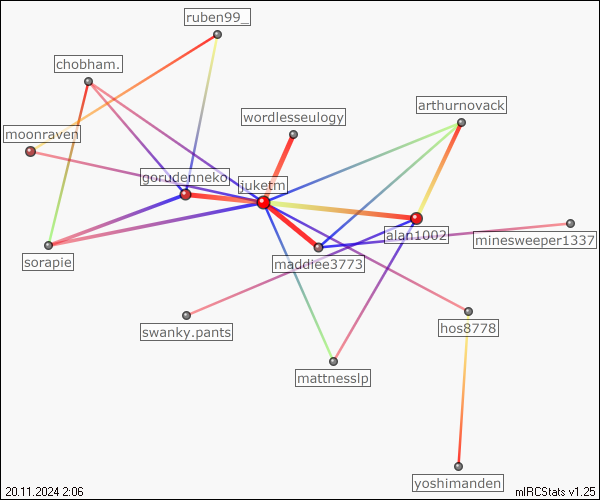 ruben99_
chobham.
arthurnovack
wordlesseulogy
moonraven
goldenneko
juketm
alan1002
minesweeper1337
sorapie
maddiee3773
swanky.pants
hos8778
mattnesslp
yoshimanden
20.11.2024 2:06
mIRCStats v1.25